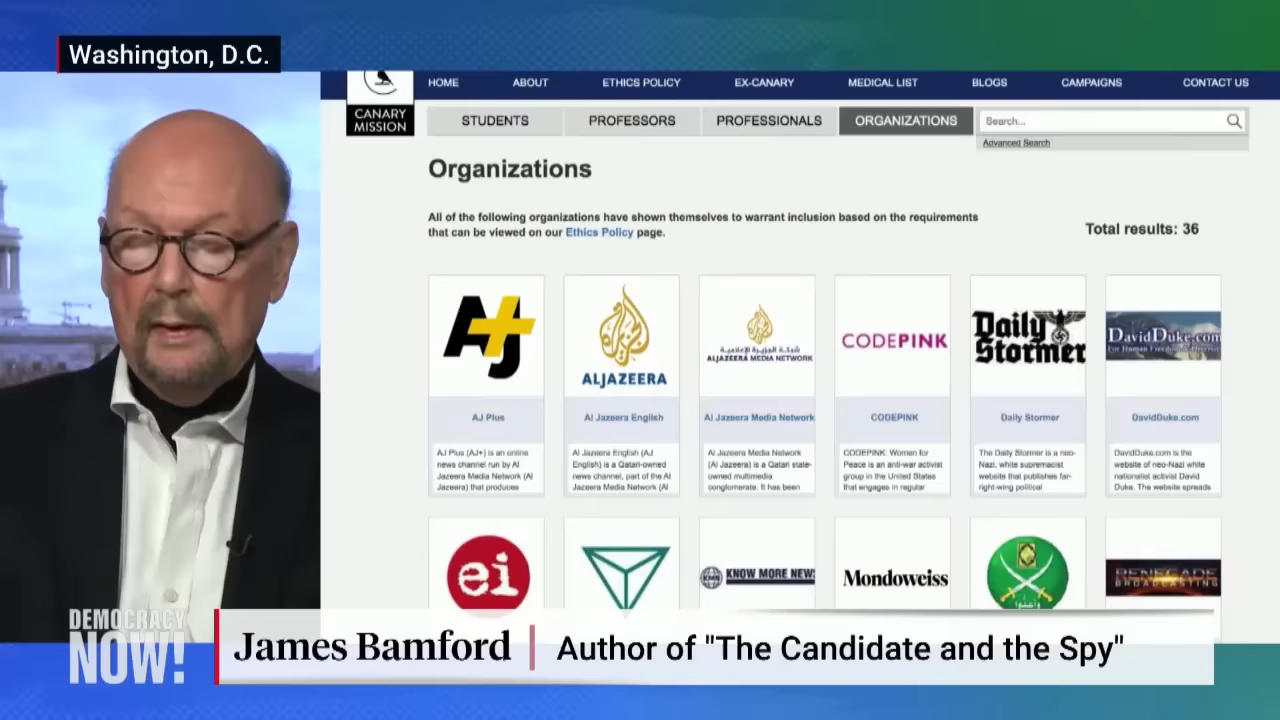 Washington, D.C.
HOME ABOUT ETHICS POLICY EX-CANARY MEDICAL LIST BLOGS CAMPAIGNS CONTACT US
CANARY
MISSION
STUDENTS PROFESSORS PROFESSIONALS ORGANIZATIONS Search...
Advanced Search
Organizations
All of the following organizations have shown themselves to warrant inclusion based on the requirements
that can be viewed on our Ethics Policy page.
Total results: 36
AJ+
ALJAZEERA
شبكة الجزيرة الإعلامية
ALJAZEERA MEDIA NETWORK
CODEPINK
Daily
Stormer
DavidDuke.com
AJ Plus
Al Jazeera English
Al Jazeera Media Network
CODEPINK
Daily Stormer
DavidDuke.com
AJ Plus (AJ+) is an online
news channel run by Al
Jazeera Media Network (Al
Jazeera) that produces
Al Jazeera English (AJ
English) is a Qatari-owned
news channel, part of the Al
Jazeera Media Network (Al
Al Jazeera Media Network
(Al Jazeera) is a Qatari state-
owned multimedia
conglomerate. It has been
CODEPINK: Women for
Peace is an anti-war activist
group in the United States
that engages in regular
The Daily Stormer is a neo-
Nazi, white supremacist
website that publishes far-
right-wing political
DavidDuke.com is the
website of neo-Nazi white
nationalist activist David
Duke. The website spreads
ei
KNOW MORE NEWS
Mondoweiss
وأعدوا
RENEGADE
BROADCASTING
DEMOCRACY
NOW!
James Bamford | Author of "The Candidate and the Spy"